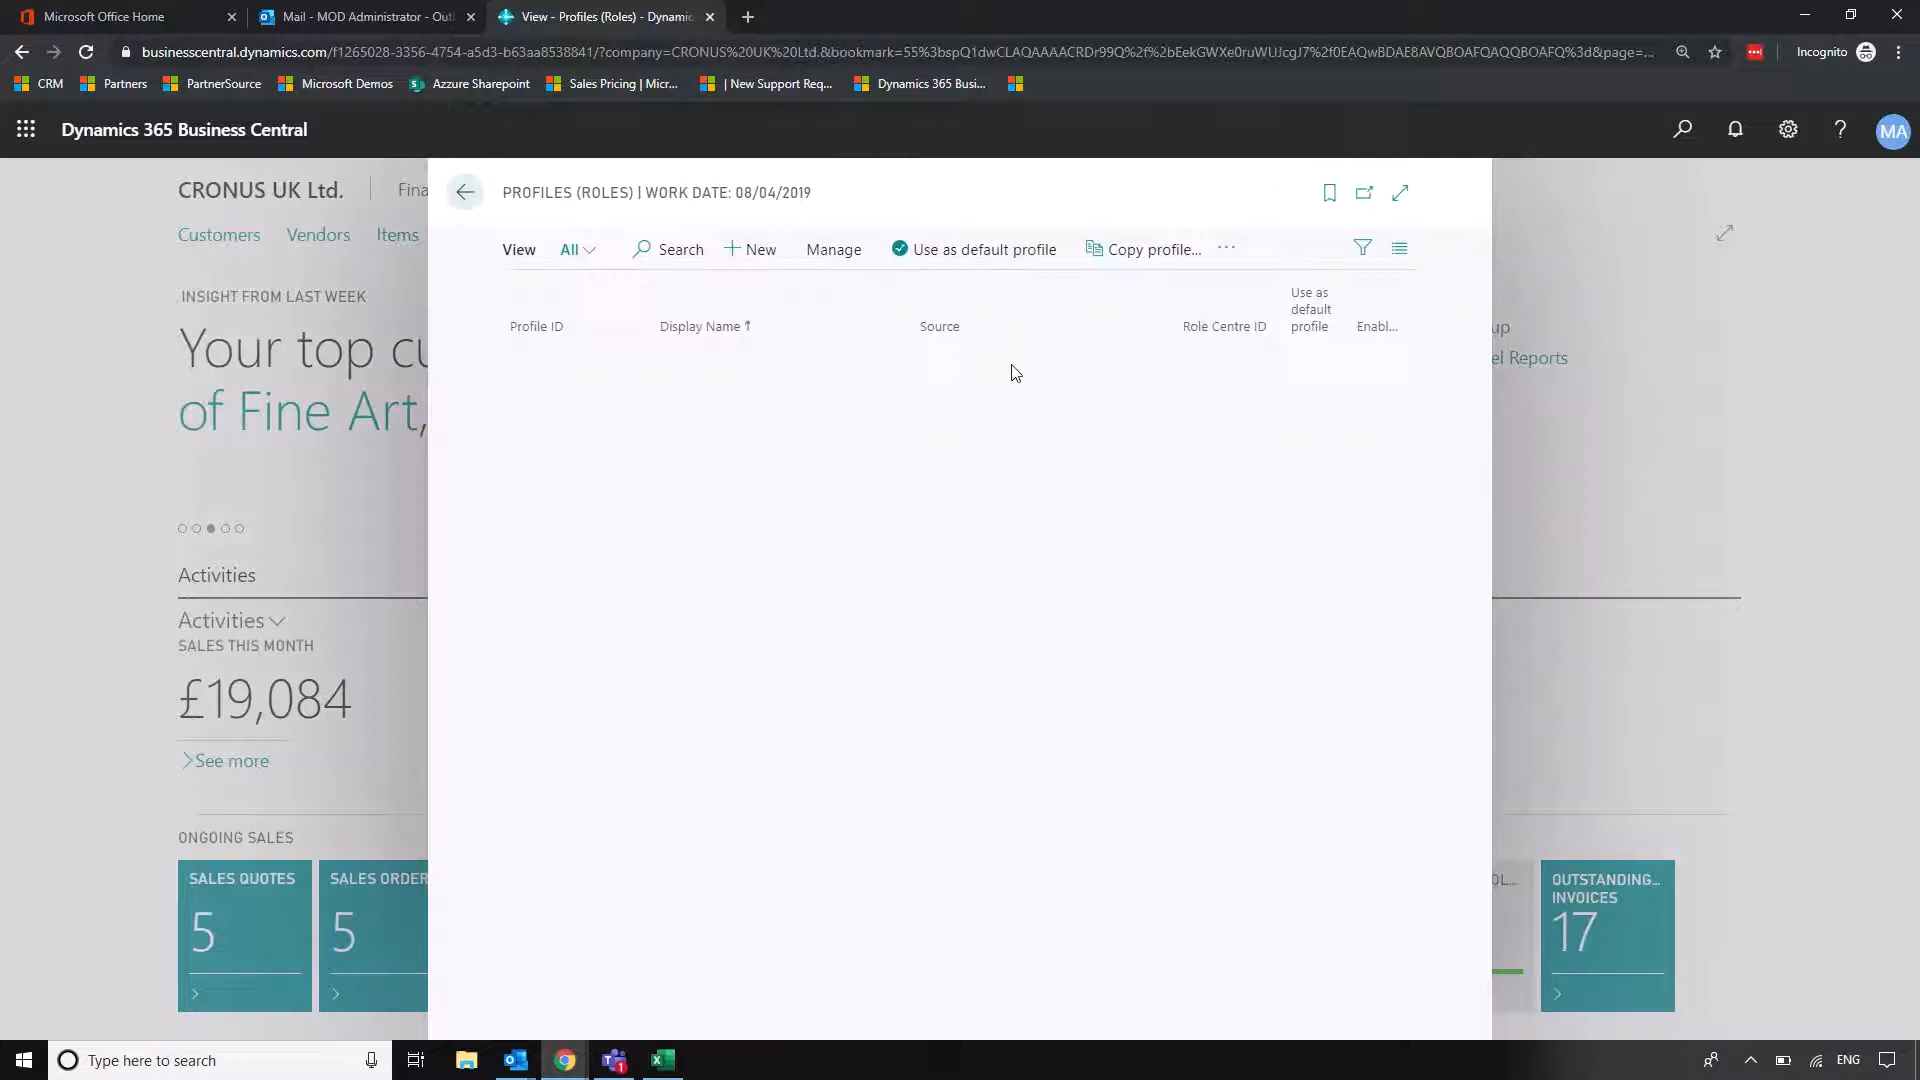 Microsoft Office Home
Mail - MOD Administrator - Outl
View - Profiles (Roles) - Dynamic
businesscentral.dynamics.com/f1265028-3356-4754-a5d3-b63aa8538841/?company=CRONUS%20UK%20Ltd.&bookmark=55%3bspQ1dwCLAQAAAACRDr99Q%2f%2bEekGWXe0ruWUJcgJ7%2f0EAQwBDAE8AVQBOAFQAQQBOAFQ%3d&page=...
Incognito
CRM
Partners
PartnerSource
Microsoft Demos
Azzure Sharepoint
Sales Pricing | Micr...
| New Support Req...
Dynamics 365 Busi...
Dynamics 365 Business Central
MA
CRONUS UK Ltd.
Fina
Customers
Vendors
Items
INSIGHT FROM LAST WEEK
Your top cu
of Fine Art,
Activities
Activities
SALES THIS MONTH
£19,084
See more
ONGOING SALES
SALES QUOTES
5
SALES ORDER
5
PROFILES (ROLES) | WORK DATE: 08/04/2019
View
All
Search
New
Manage
Use as default profile
Copy profile...
...
Profile ID
Display Name
Source
Role Centre ID
Use as
default
profile
Enabl...
up
el Reports
OL...
OUTSTANDING...
INVOICES
17
Type here to search
1
ENG